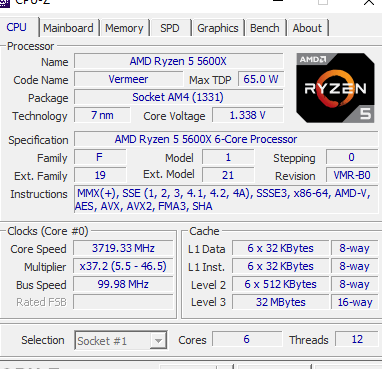 CPU-Z
CPU Mainboard Memory SPD Graphics Bench About
Processor
Name AMD Ryzen 5 5600X
Code Name Vermeer Max TDP 65.0 W
Package Socket AM4 (1331)
Technology 7 nm Core Voltage 1.338 V
AMD
RYZEN
5
Specification AMD Ryzen 5 5600X 6-Core Processor
Family F Model 1 Stepping 0
Ext. Family 19 Ext. Model 21 Revision VMR-B0
Instructions MMX(+), SSE (1, 2, 3, 4.1, 4.2, 4A), SSSE3, x86-64, AMD-V,
AES, AVX, AVX2, FMA3, SHA
Clocks (Core #0)
Core Speed 3719.33 MHz
Multiplier x37.2 (5.5 - 46.5)
Bus Speed 99.98 MHz
Rated FSB
Cache
L1 Data 6 x 32 KBytes 8-way
L1 Inst. 6 x 32 KBytes 8-way
Level 2 6 x 512 KBytes 8-way
Level 3 32 MBytes 16-way
Selection Socket #1 Cores 6 Threads 12